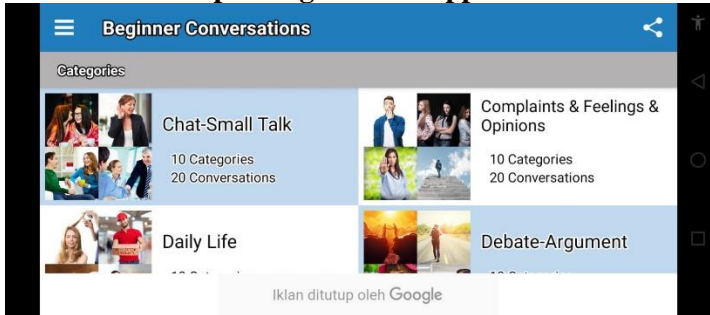 Beginner Conversations
Categories
Chat-Small Talk
10 Categories
20 Conversations
Complaints & Feelings &
Opinions
10 Categories
20 Conversations
Daily Life
Debate-Argument
Iklan ditutup oleh Google